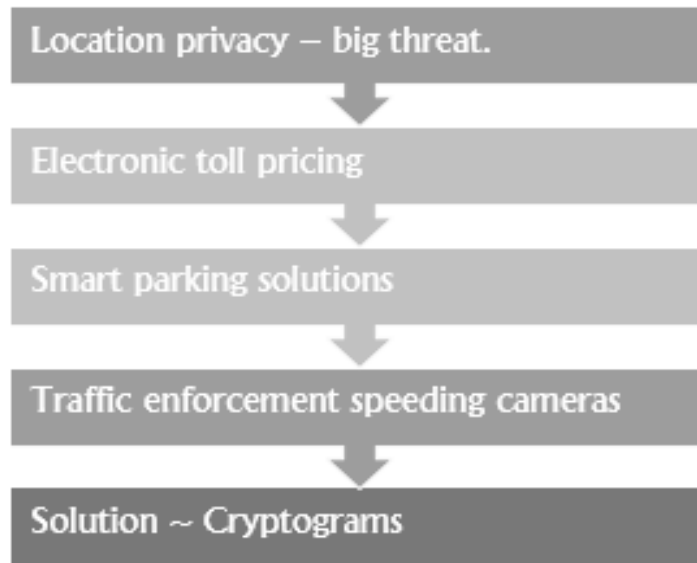 Location privacy – big threat.
Electronic toll pricing
Smart parking solutions
Traffic enforcement speeding cameras
Solution ~ Cryptograms